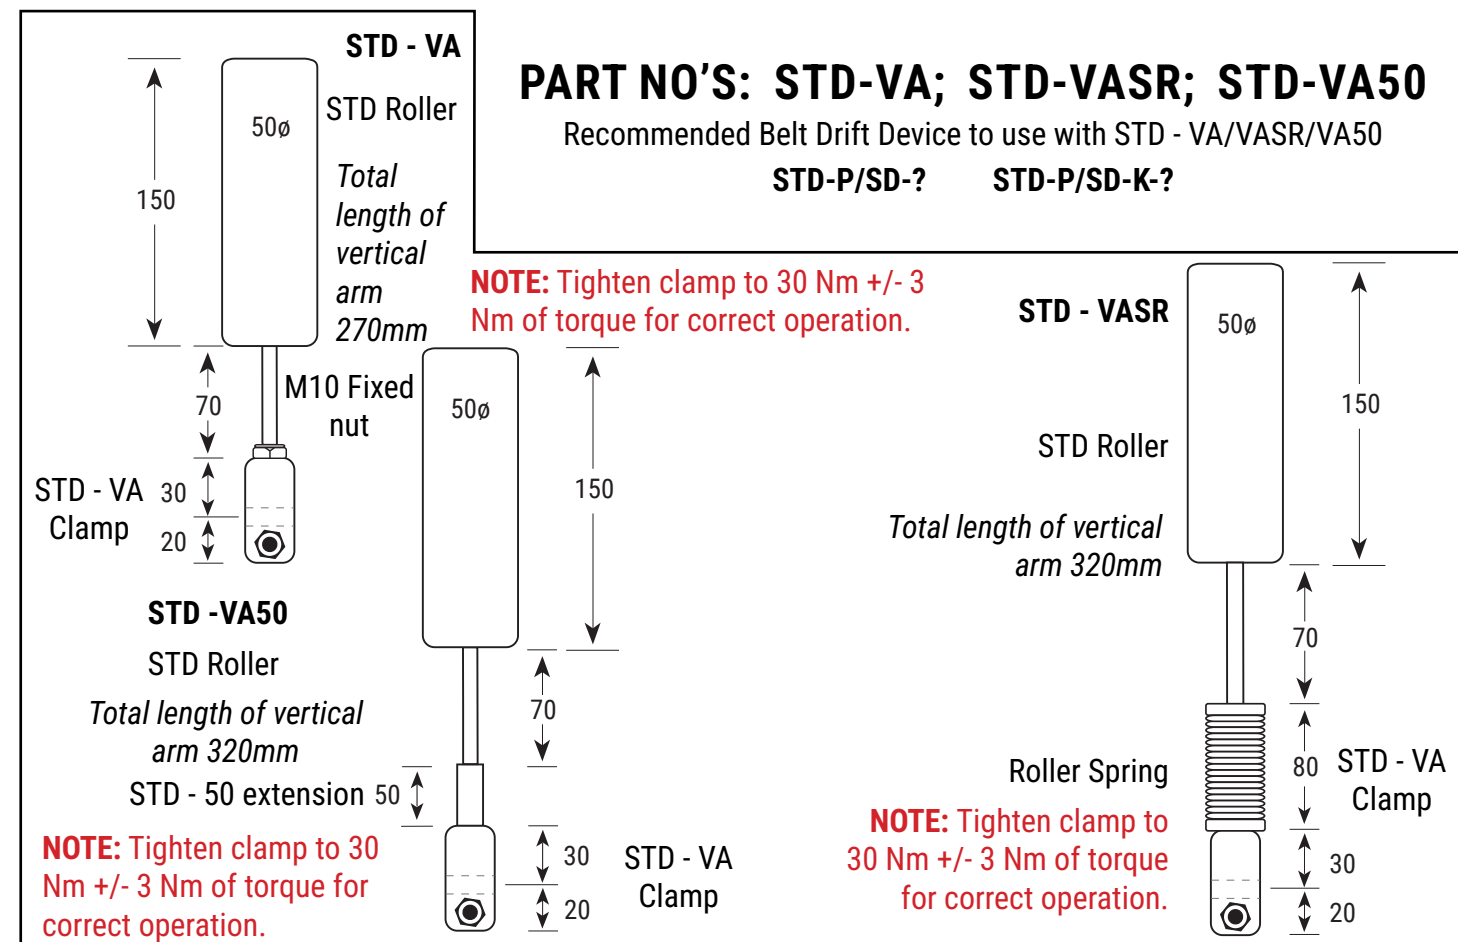 STD - VA
STD Roller
50ø
150
Total
length of
vertical
arm
270mm
70
M10 Fixed
nut
STD - VA
Clamp
30
20
PART NO'S: STD-VA; STD-VASR; STD-VA50
Recommended Belt Drift Device to use with STD - VA/VASR/VA50
STD-P/SD-? STD-P/SD-K-?
NOTE: Tighten clamp to 30 Nm +/- 3
Nm of torque for correct operation.
STD -VA50
STD Roller
Total length of vertical
arm 320mm
STD - 50 extension
50
50ø
150
70
30
20
STD - VA
Clamp
NOTE: Tighten clamp to 30
Nm +/- 3 Nm of torque for
correct operation.
STD - VASR
50ø
150
STD Roller
Total length of vertical
arm 320mm
70
Roller Spring
80
STD - VA
Clamp
30
20
NOTE: Tighten clamp to
30 Nm +/- 3 Nm of torque
for correct operation.